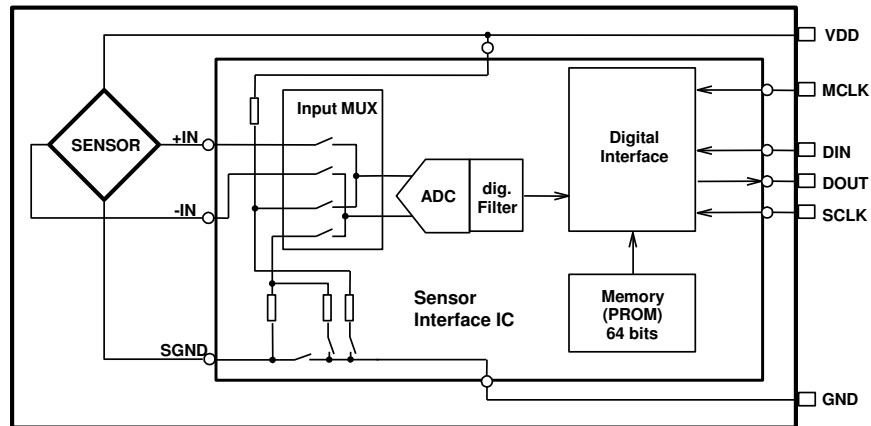 VDD
MCLK
Input MUX
SENSOR
+IN
Digital
Interface
DIN
DOUT
ADC
dig.
Filter
-IN
SCLK
Sensor
Interface IC
Memory
(PROM)
64 bits
SGND
GND